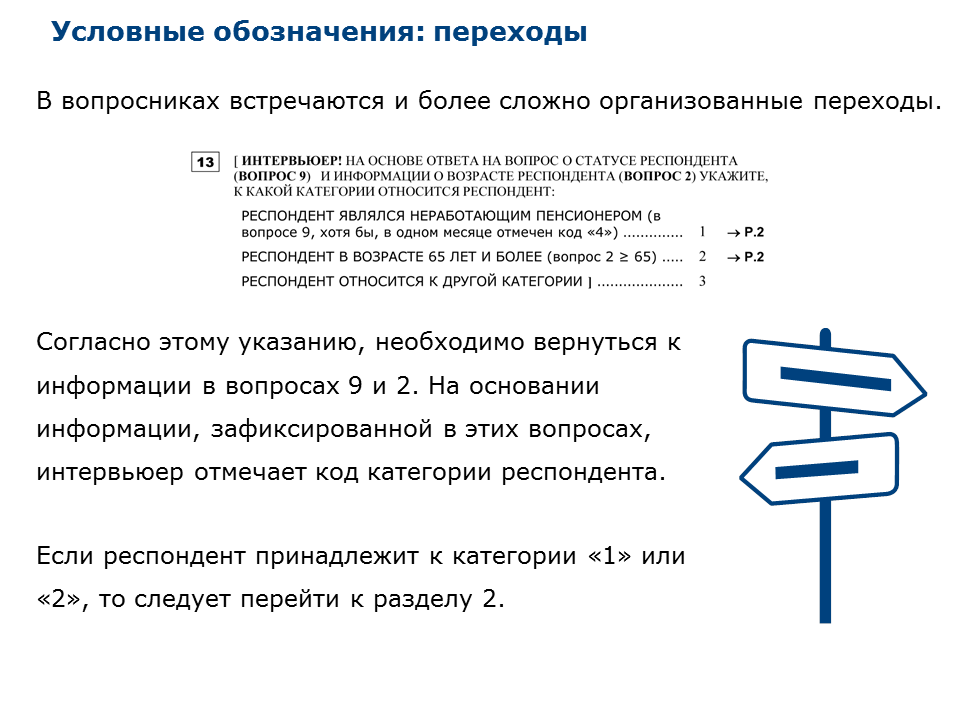 Условные обозначения: переходы
В вопросниках встречаются и более сложно организованные переходы.
13 [ ИНТЕРВЬЮЕР! НА ОСНОВЕ ОТВЕТА НА ВОПРОС О СТАТУСЕ РЕСПОНДЕНТА
(ВОПРОС 9) И ИНФОРМАЦИИ О ВОЗРАСТЕ РЕСПОНДЕНТА (ВОПРОС 2) УКАЖИТЕ,
К КАКОЙ КАТЕГОРИИ ОТНОСИТСЯ РЕСПОНДЕНТ:
РЕСПОНДЕНТ ЯВЛЯЛСЯ НЕРАБОТАЮЩИМ ПЕНСИОНЕРОМ (в
вопросе 9, хотя бы, в одном месяце отмечен код «4») .............. 1 → Р.2
РЕСПОНДЕНТ В ВОЗРАСТЕ 65 ЛЕТ И БОЛЕЕ (вопрос 2 ≥ 65) ..... 2 → Р.2
РЕСПОНДЕНТ ОТНОСИТСЯ К ДРУГОЙ КАТЕГОРИИ ] .................... 3
Согласно этому указанию, необходимо вернуться к
информации в вопросах 9 и 2. На основании
информации, зафиксированной в этих вопросах,
интервьюер отмечает код категории респондента.
Если респондент принадлежит к категории «1» или
«2», то следует перейти к разделу 2.